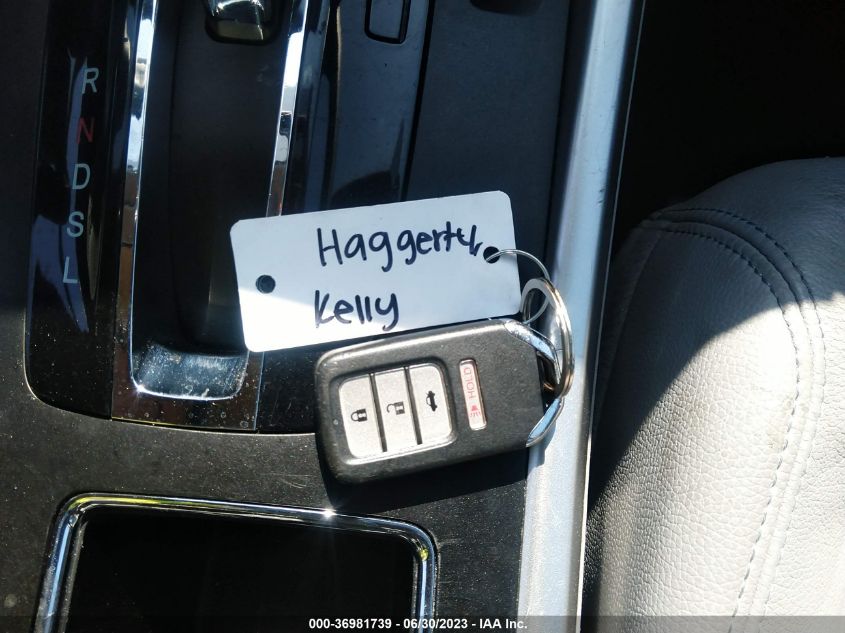 R
N
D
S
L
Haggerty
Kelly
HOLD
000-36981739 / 06/30/2023 - IAA Inc.